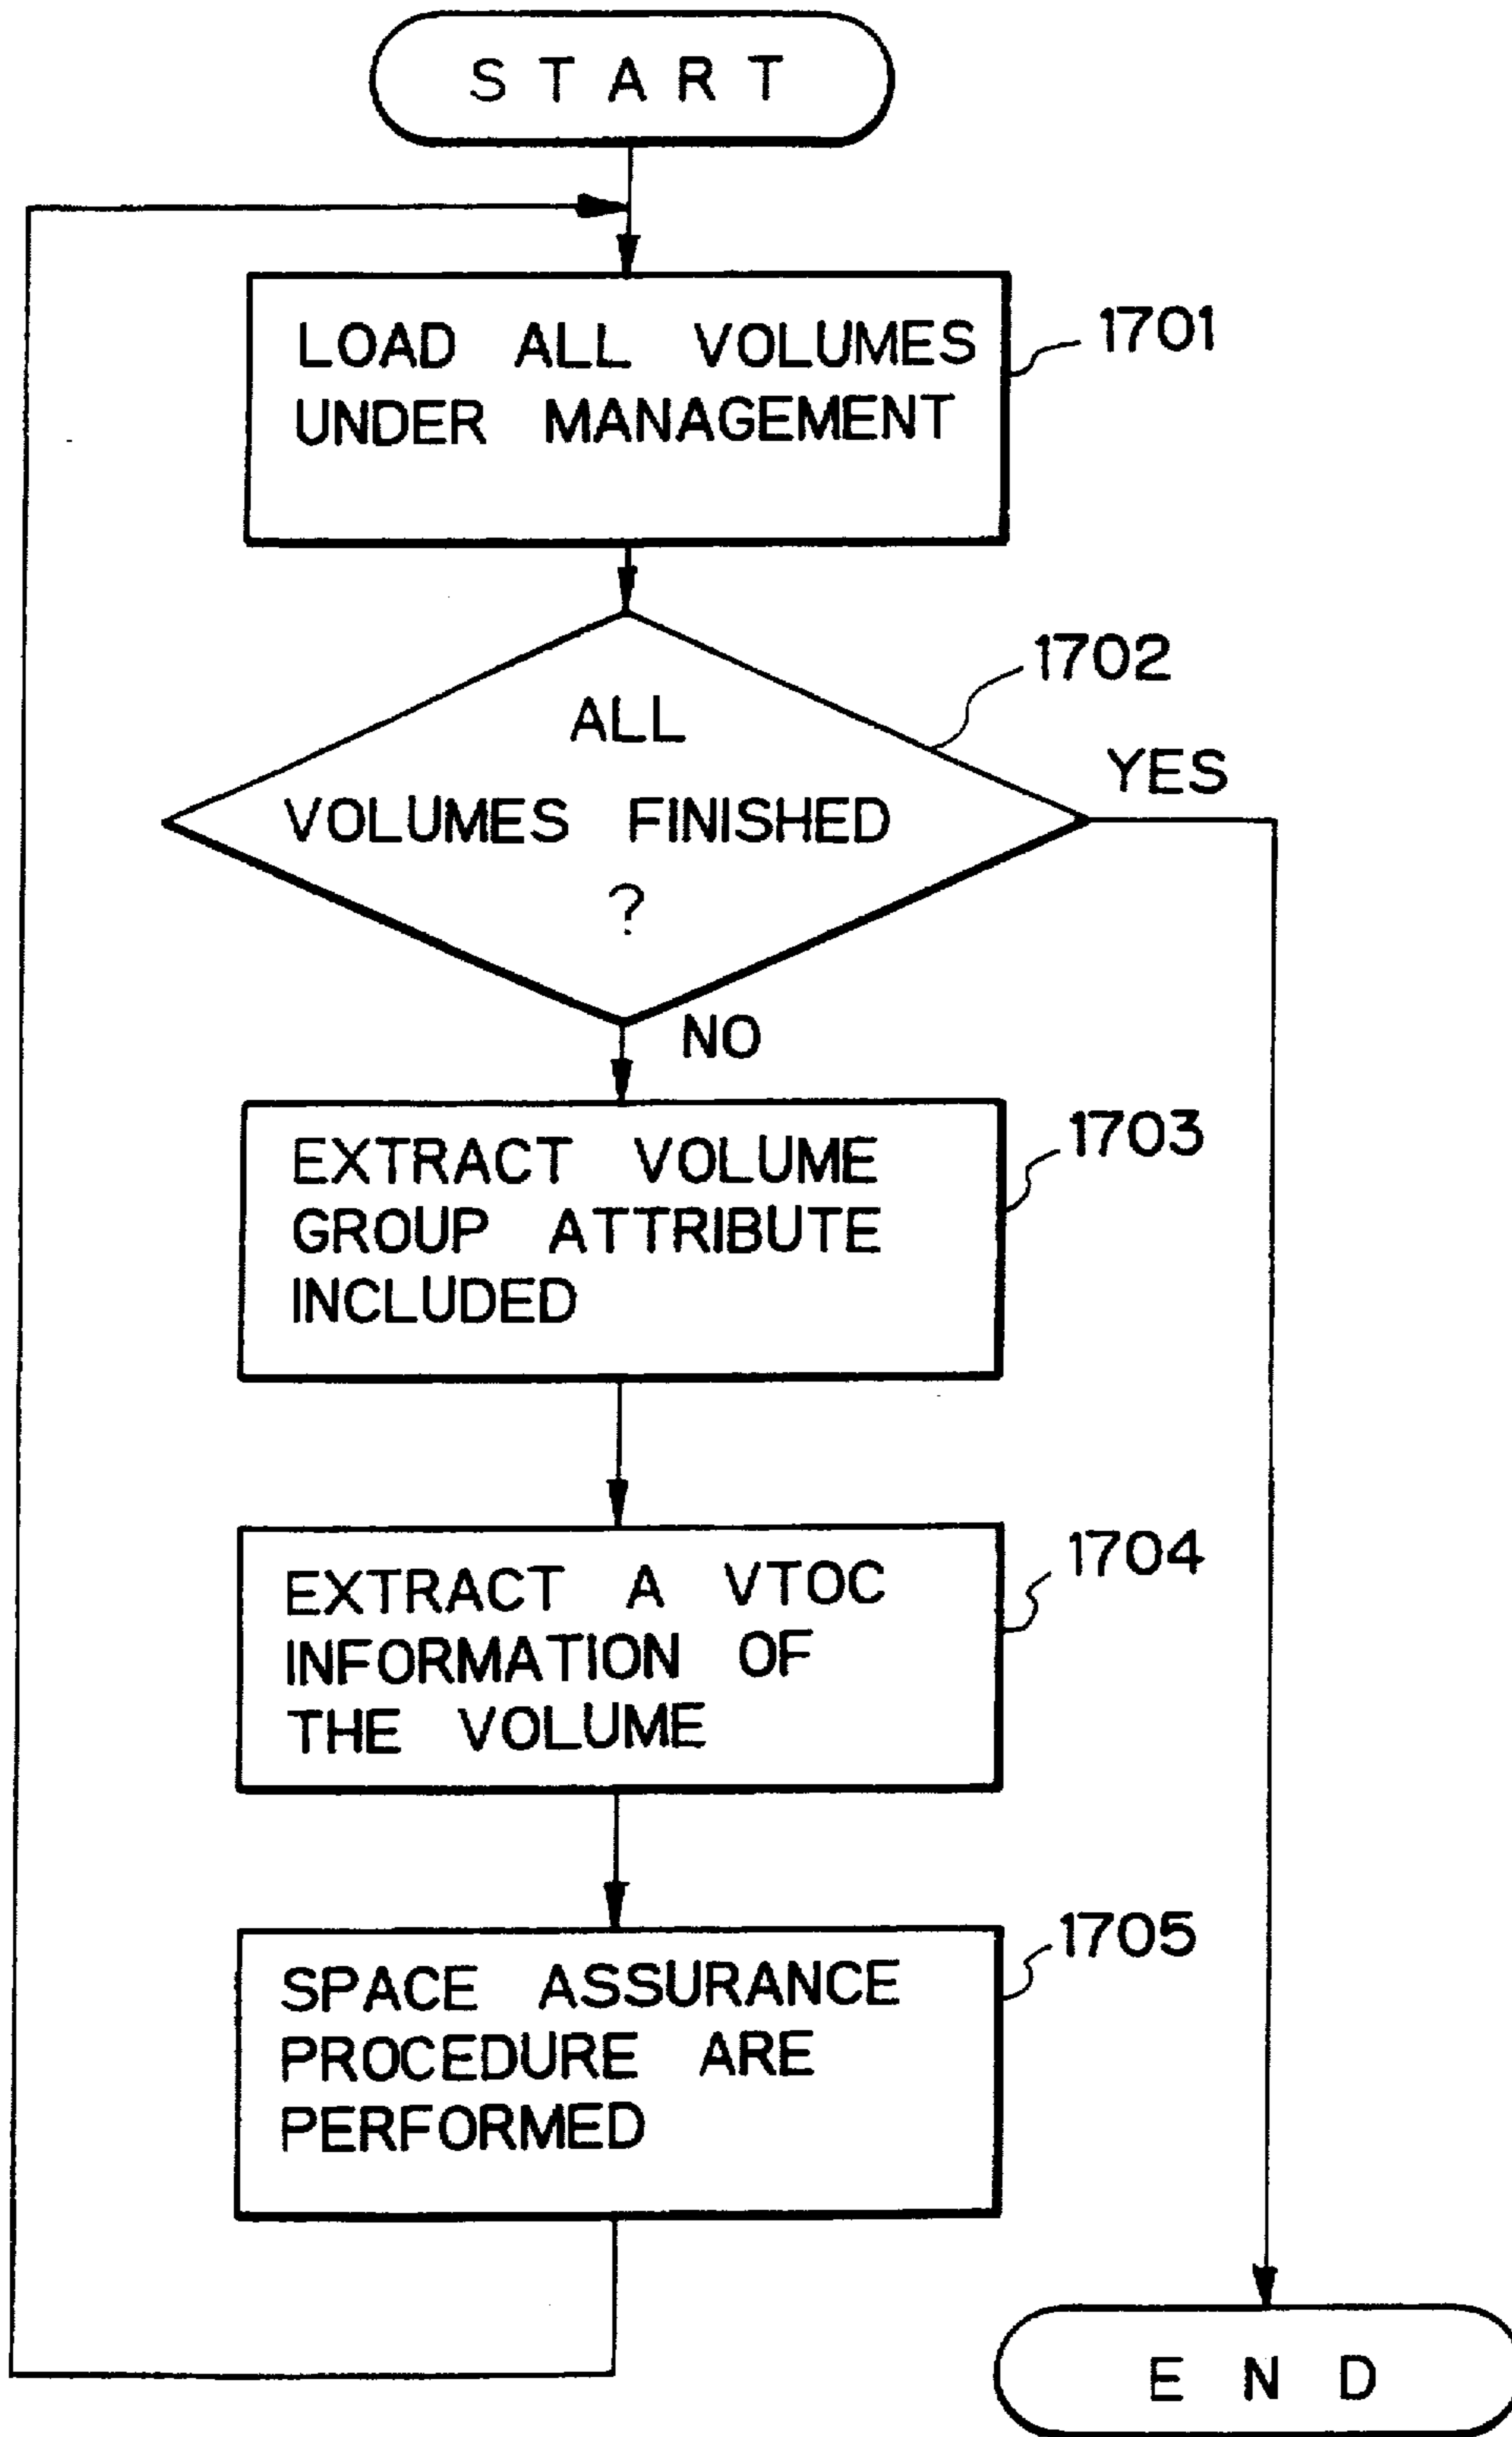 START
LOAD ALL VOLUMES
UNDER MANAGEMENT
1701
ALL
VOLUMES FINISHED
?
1702
YES
NO
EXTRACT VOLUME
GROUP ATTRIBUTE
INCLUDED
1703
EXTRACT A VTOC
INFORMATION OF
THE VOLUME
1704
SPACE ASSURANCE
PROCEDURE ARE
PERFORMED
1705
END